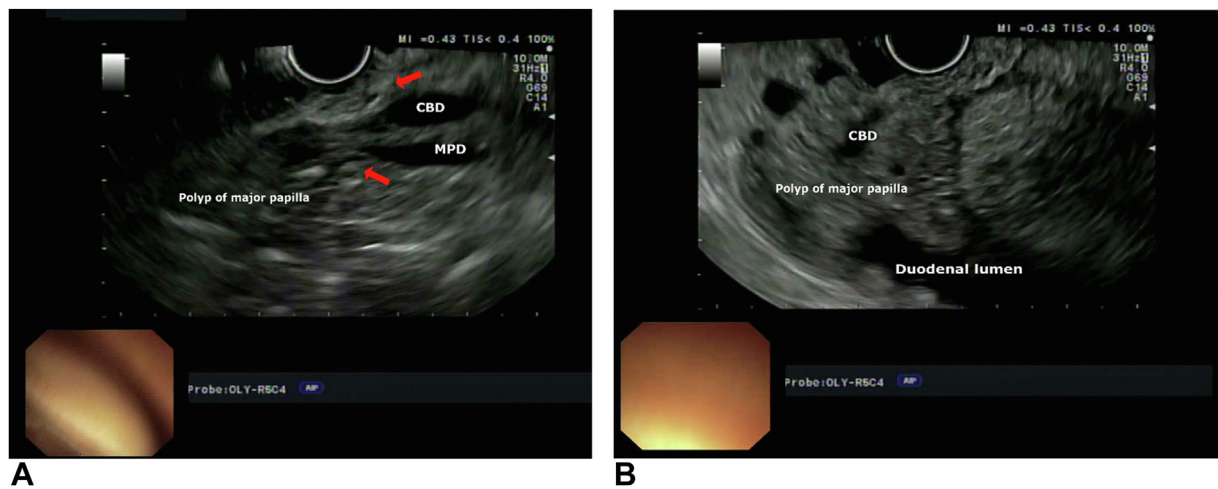 MI =0.43 TIS< 0.4 100%
10.0M
31Hz1
R4.0
G69
C14
A1
CBD
MPD
Polyp of major papilla
Probe:OLY-R5C4 AIP
A
MI =0.43 TIS< 0.4 100%
10.0M
31Hz1
R4.0
G69
C14
A1
CBD
Polyp of major papilla
Duodenal lumen
Probe:OLY-R5C4 AIP
B